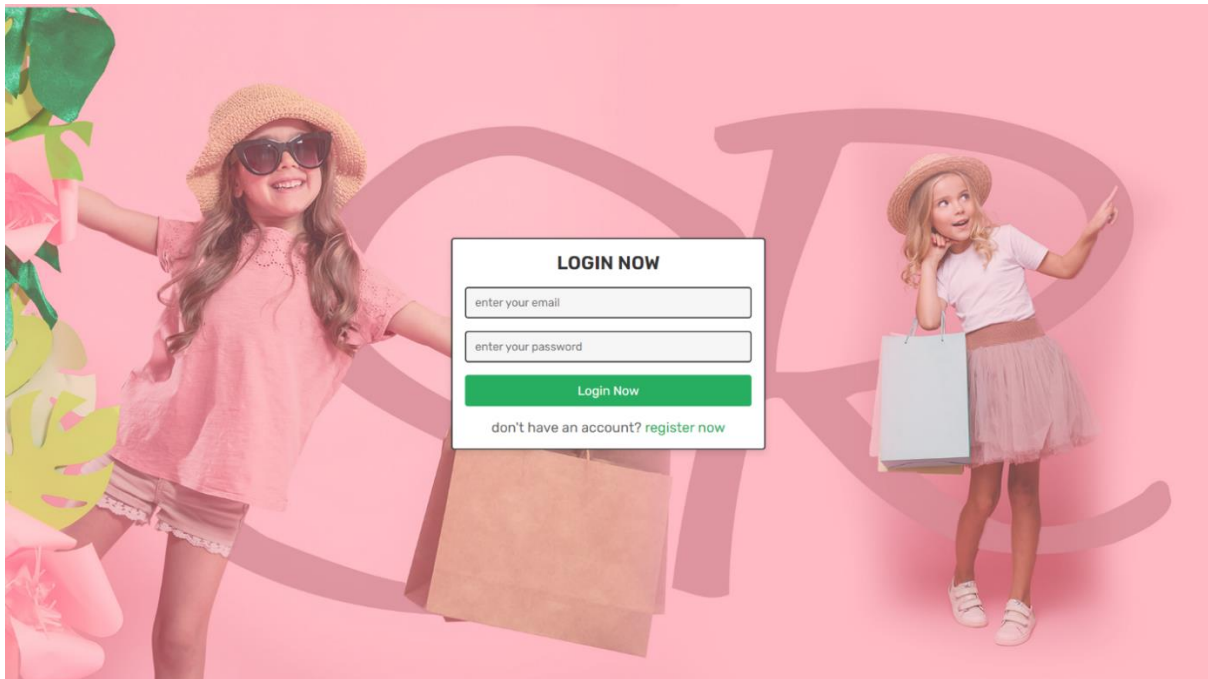 LOGIN NOW
enter your email
enter your password
Login Now
don't have an account? register now